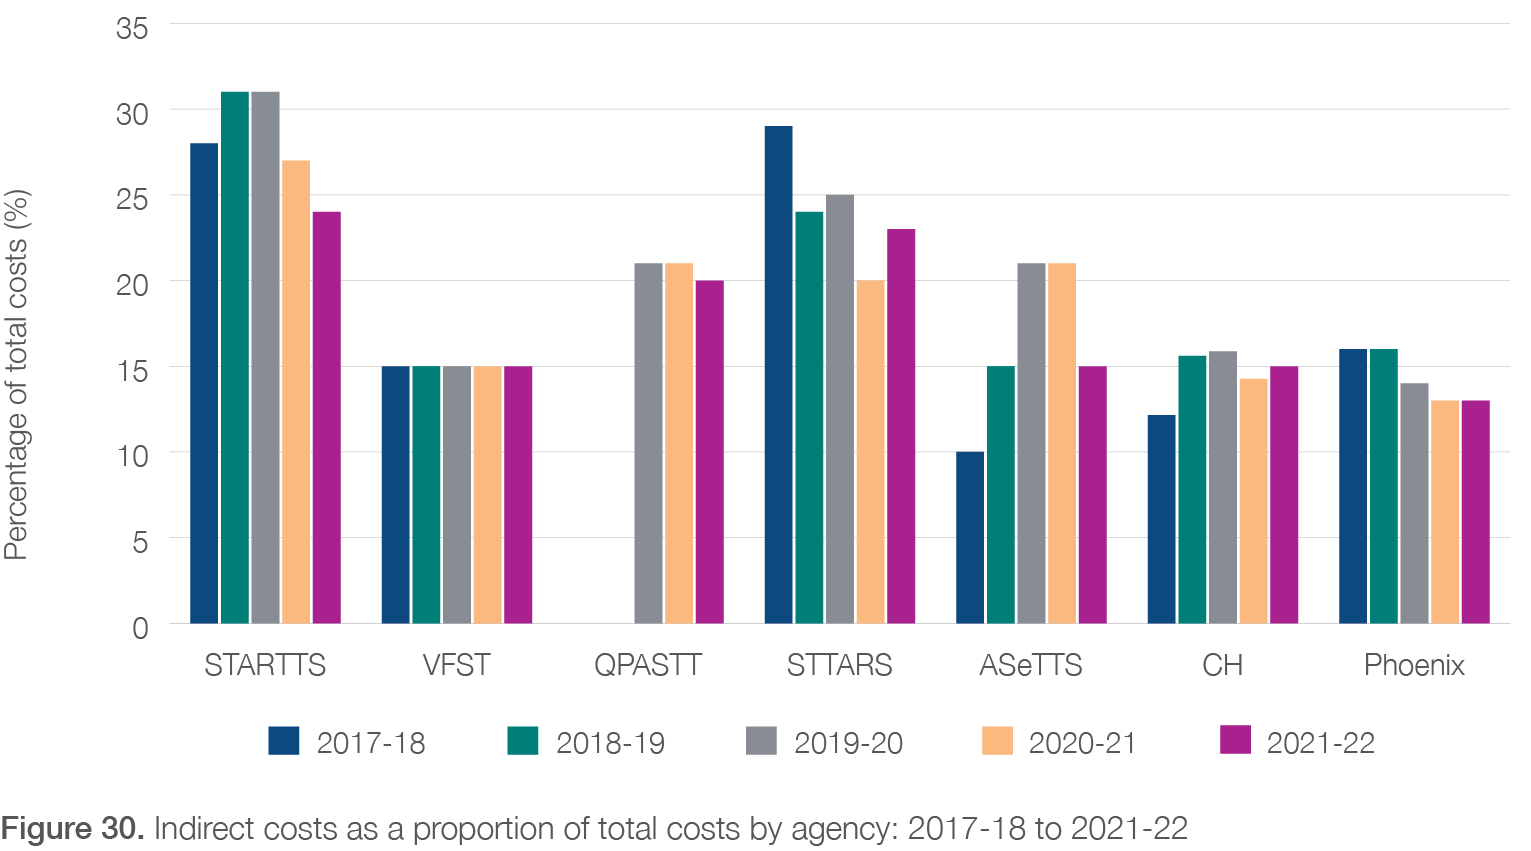 35
30
25
20
15
10
5
0
Percentage of total costs (%)
STARTTS VFST QPASTT STTARS ASeTTS CH Phoenix
2017-18 2018-19 2019-20 2020-21 2021-22
Figure 30. Indirect costs as a proportion of total costs by agency: 2017-18 to 2021-22